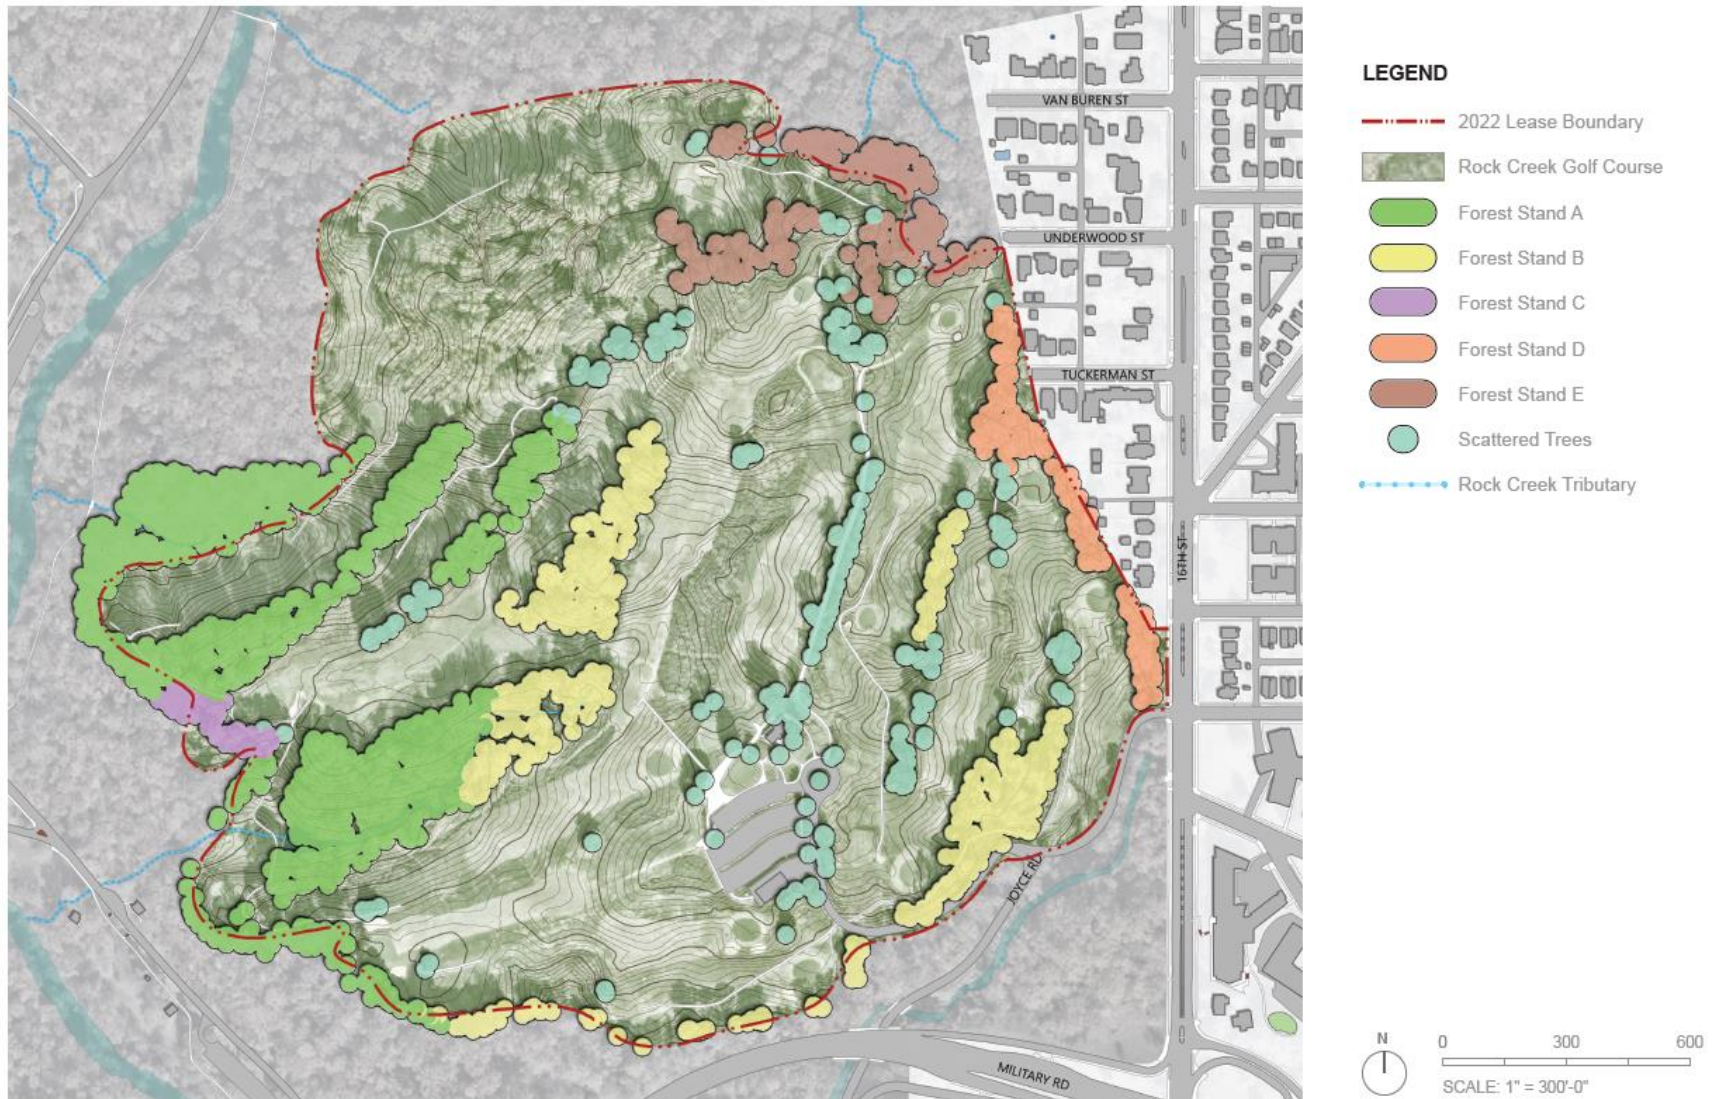 VAN BUREN ST
UNDERWOOD ST
TUCKERMAN ST
16TH ST
JOYCE RD
MILITARY RD
LEGEND
2022 Lease Boundary
Rock Creek Golf Course
Forest Stand A
Forest Stand B
Forest Stand C
Forest Stand D
Forest Stand E
Scattered Trees
Rock Creek Tributary
N
0 300 600
SCALE: 1" = 300'-0"